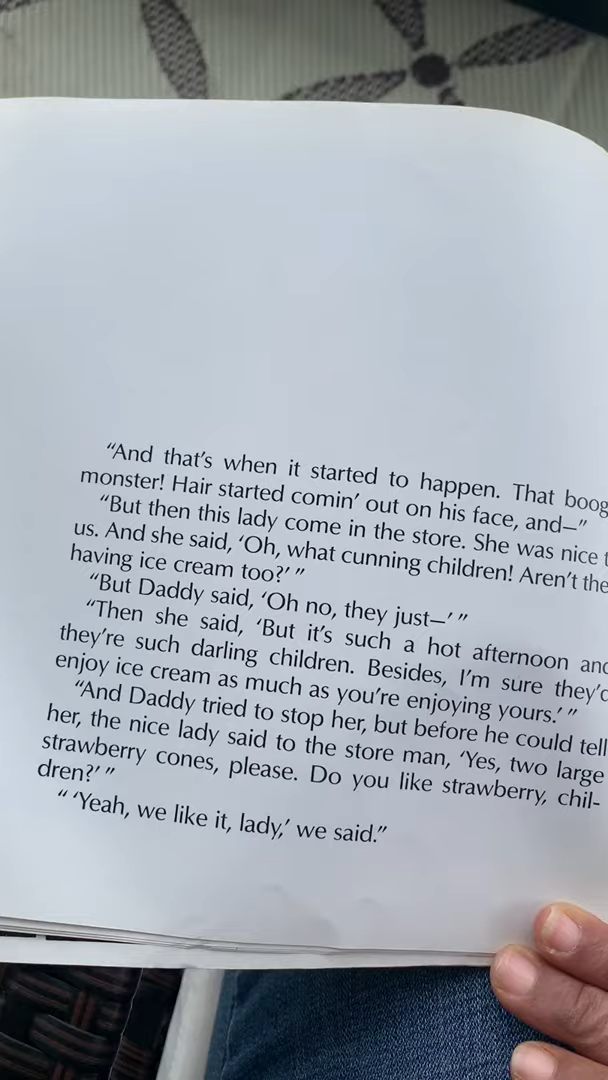 “And that’s when it started to happen. That boog
monster! Hair started comin’ out on his face, and—”
“But then this lady come in the store. She was nice t
us. And she said, ‘Oh, what cunning children! Aren’t the
having ice cream too?’ ”
“But Daddy said, ‘Oh no, they just—’ ”
“Then she said, ‘But it’s such a hot afternoon and
they’re such darling children. Besides, I’m sure they’d
enjoy ice cream as much as you’re enjoying yours.’ ”
“And Daddy tried to stop her, but before he could tell
her, the nice lady said to the store man, ‘Yes, two large
strawberry cones, please. Do you like strawberry, chil-
dren?’ ”
“ ‘Yeah, we like it, lady,’ we said.”